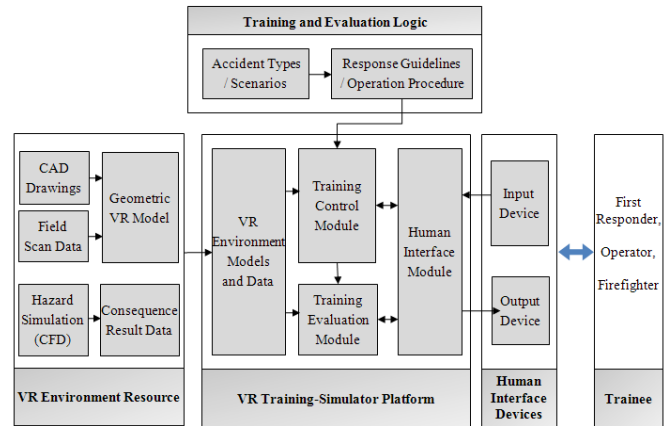 Training and Evaluation Logic
Accident Types
/ Scenarios
Response Guidelines
/ Operation Procedure
CAD
Drawings
Field
Scan Data
Geometric
VR Model
Hazard
Simulation
(CFD)
Consequence
Result Data
VR Environment Resource
VR
Environment
Models
and Data
Training
Control
Module
Training
Evaluation
Module
Human
Interface
Module
VR Training-Simulator Platform
Input
Device
Output
Device
Human
Interface
Devices
First
Responder,
Operator,
Firefighter
Trainee